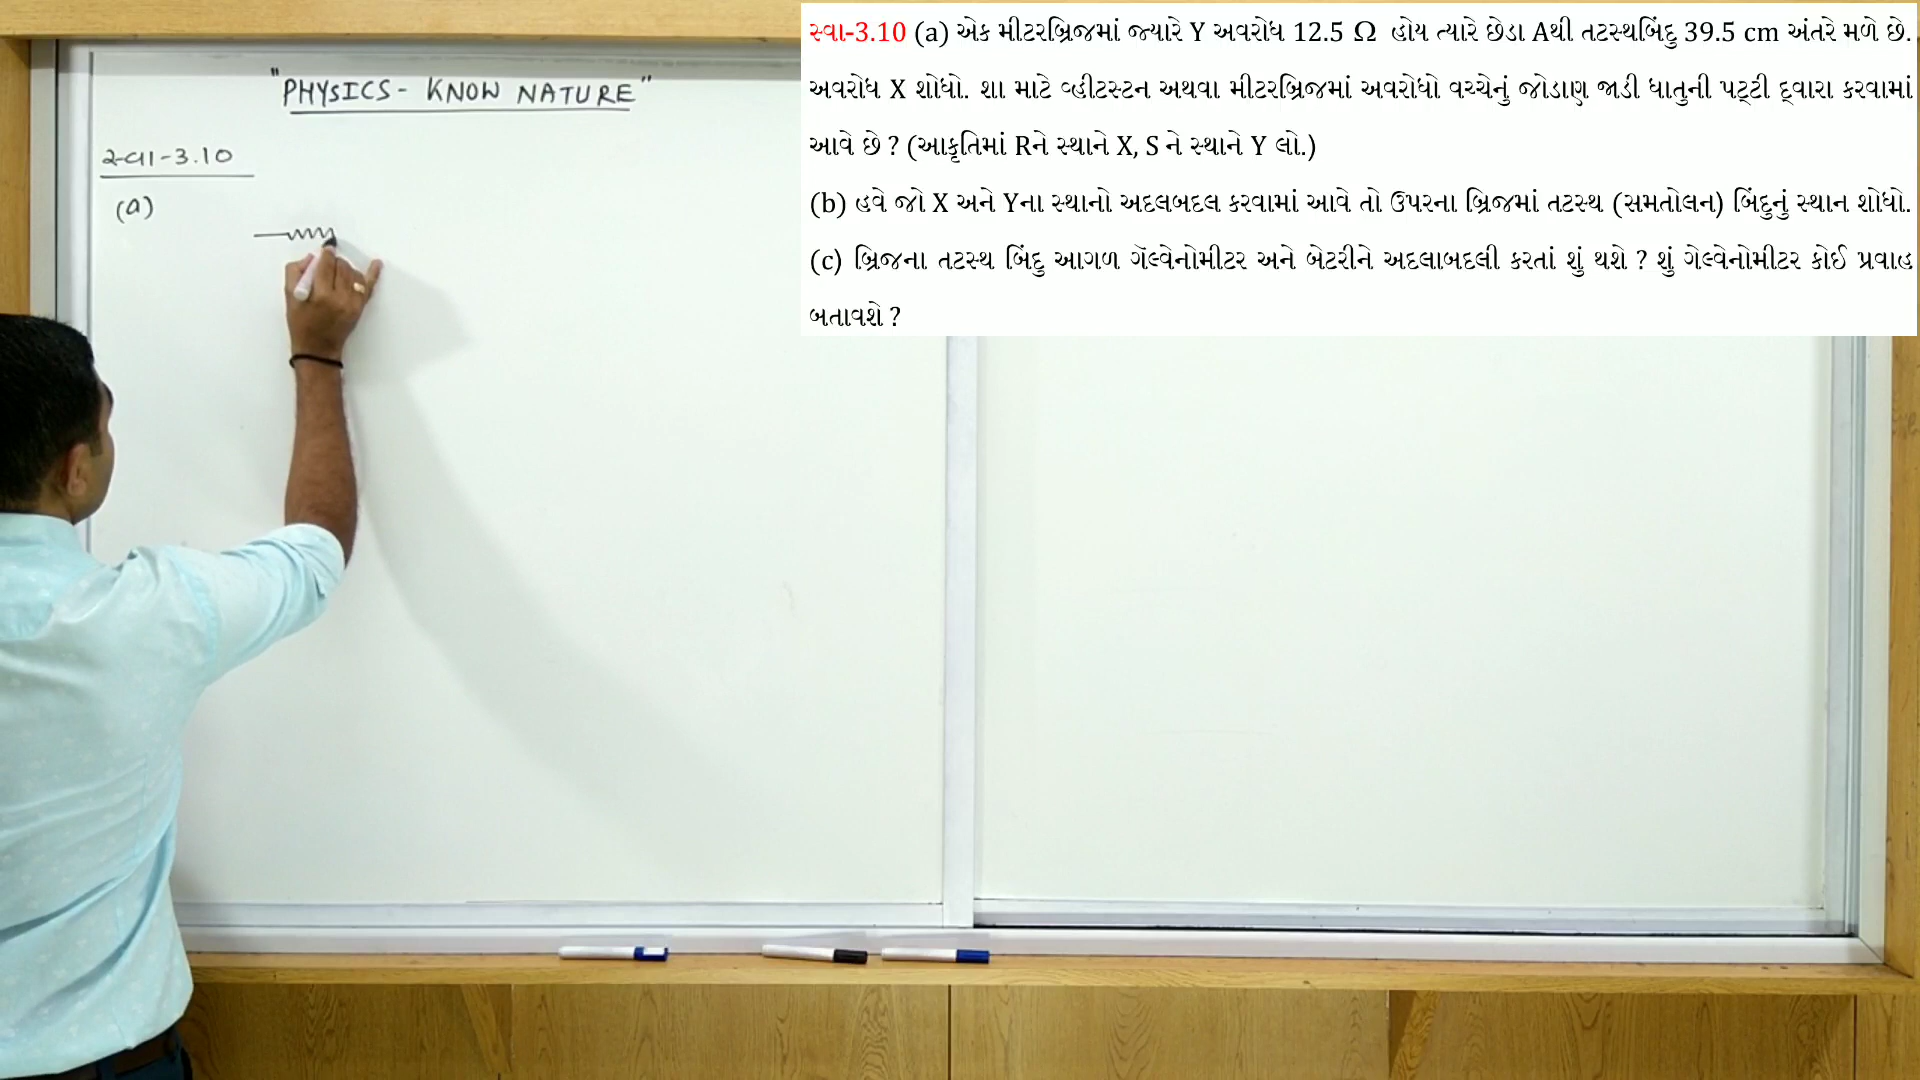 "PHYSICS - KNOW NATURE"
સ્વા-3.10
(a)
સ્વા-3.10 (a) એક મીટરબ્રિજમાં જ્યારે Y અવરોધ 12.5 Ω હોય ત્યારે છેડા Aથી તટસ્થબિંદુ 39.5 cm અંતરે મળે છે.
અવરોધ X શોધો. શા માટે વ્હીટસ્ટન અથવા મીટરબ્રિજમાં અવરોધો વચ્ચેનું જોડાણ જાડી ધાતુની પટ્ટી દ્વારા કરવામાં
આવે છે ? (આકૃતિમાં Rને સ્થાને X, S ને સ્થાને Y લો.)
(b) હવે જો X અને Yના સ્થાનો અદલબદલ કરવામાં આવે તો ઉપરના બ્રિજમાં તટસ્થ (સમતોલન) બિંદુનું સ્થાન શોધો.
(c) બ્રિજના તટસ્થ બિંદુ આગળ ગૅલ્વેનોમીટર અને બેટરીને અદલાબદલી કરતાં શું થશે ? શું ગેલ્વેનોમીટર કોઈ પ્રવાહ
બતાવશે ?